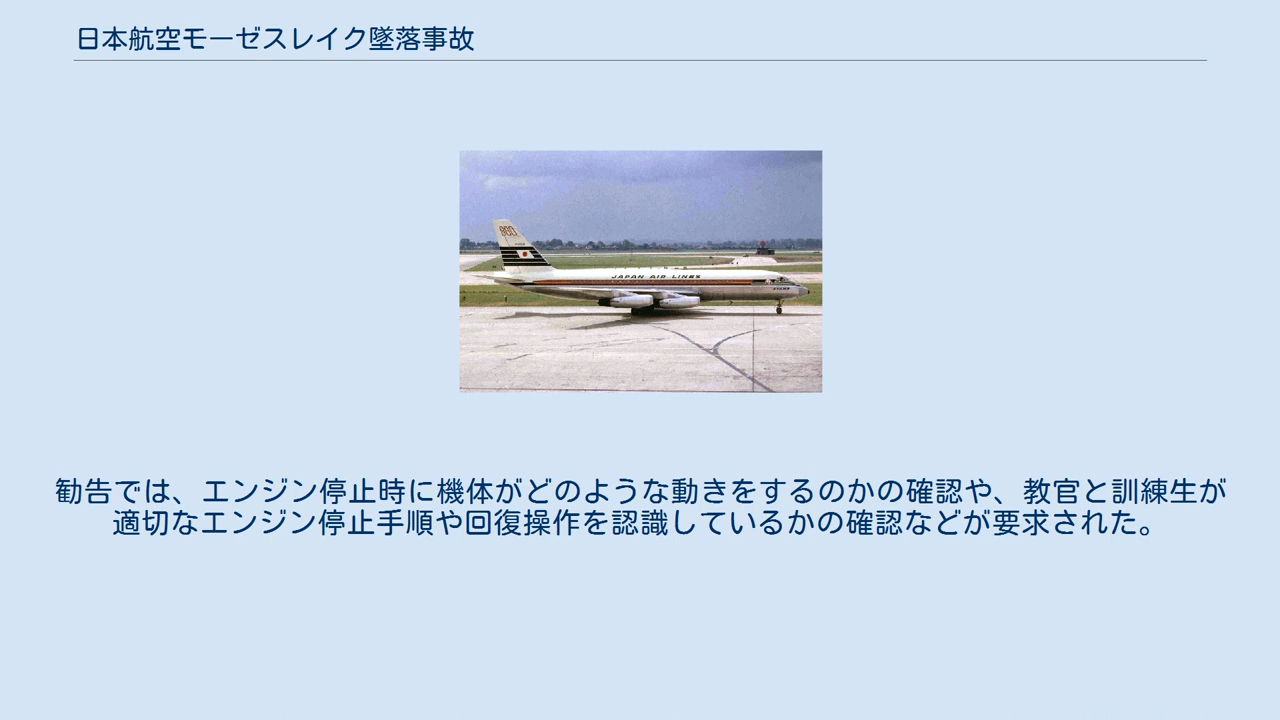 日本航空モーゼスレイク墜落事故
JAPAN AIR LINES
勧告では、エンジン停止時に機体がどのような動きをするのかの確認や、教官と訓練生が
適切なエンジン停止手順や回復操作を認識しているかの確認などが要求された。